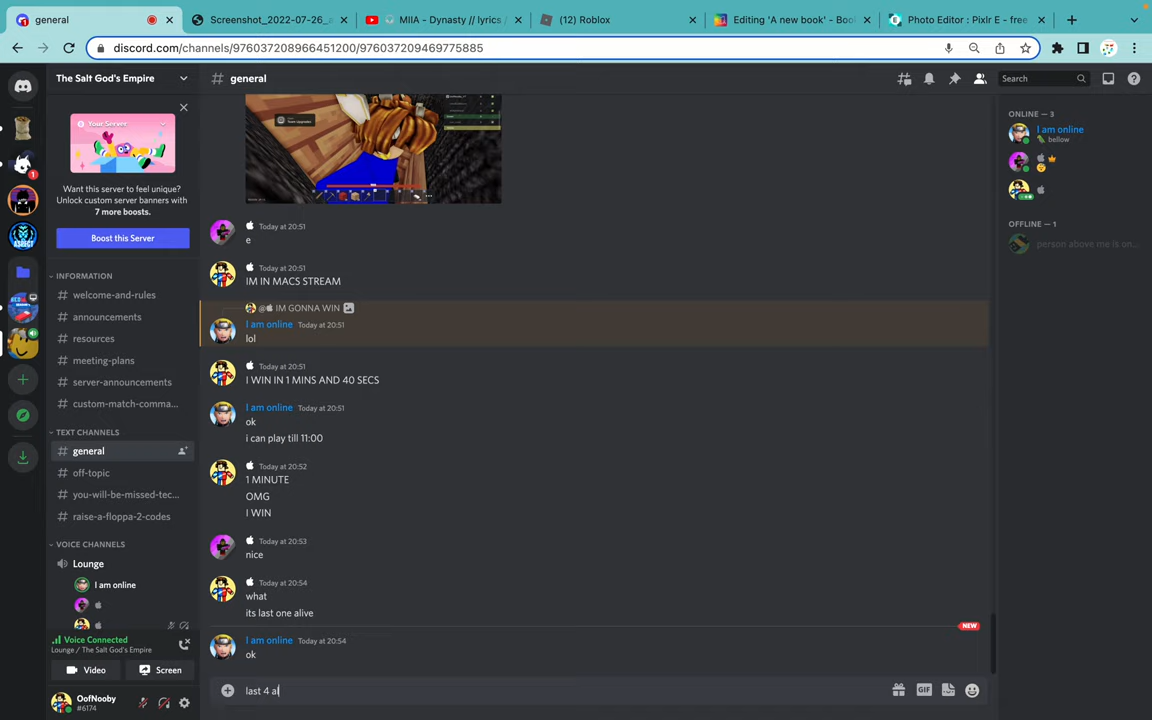 general
Screenshot_2022-07-26_a
MIIA - Dynasty // lyrics /
(12) Roblox
Editing 'A new book' - Boo
Photo Editor : Pixlr E - free
discord.com/channels/976037208966451200/976037209469775885
The Salt God's Empire
general
Search
Your Server
Want this server to feel unique?
Unlock custom server banners with
7 more boosts.
Boost this Server
INFORMATION
welcome-and-rules
announcements
resources
meeting-plans
server-announcements
custom-match-comma...
TEXT CHANNELS
general
off-topic
you-will-be-missed-tec...
raise-a-floppa-2-codes
VOICE CHANNELS
Lounge
I am online
Voice Connected
Lounge / The Salt God's Empire
Video
Screen
OofNooby
#6174
Today at 20:51
e
Today at 20:51
IM IN MACS STREAM
@ IM GONNA WIN
I am online Today at 20:51
lol
Today at 20:51
I WIN IN 1 MINS AND 40 SECS
I am online Today at 20:51
ok
i can play till 11:00
Today at 20:52
1 MINUTE
OMG
I WIN
Today at 20:53
nice
Today at 20:54
what
its last one alive
NEW
I am online Today at 20:54
ok
last 4 al
GIF
ONLINE — 3
I am online
bellow
OFFLINE — 1
person above me is on...
1